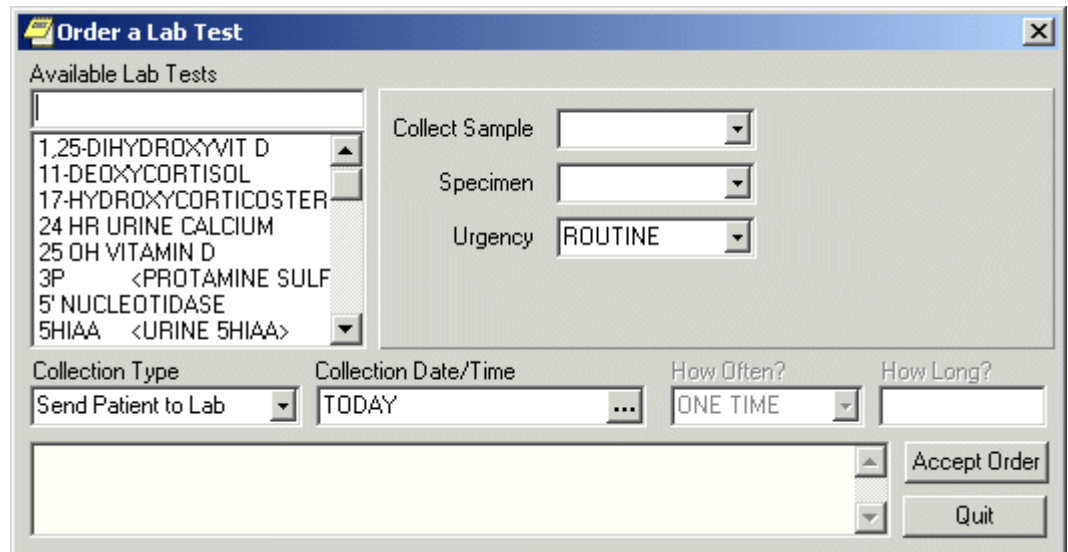 Order a Lab Test
Available Lab Tests
1,25-DIHYDROXYVIT D
11-DEOXYCORTISOL
17-HYDROXYCORTICOSTER
24 HR URINE CALCIUM
25 OH VITAMIN D
3P <PROTAMINE SULF
5' NUCLEOTIDASE
5HIAA <URINE 5HIAA>
Collect Sample
Specimen
Urgency ROUTINE
Collection Type Collection Date/Time How Often? How Long?
Send Patient to Lab TODAY ... ONE TIME
Accept Order
Quit